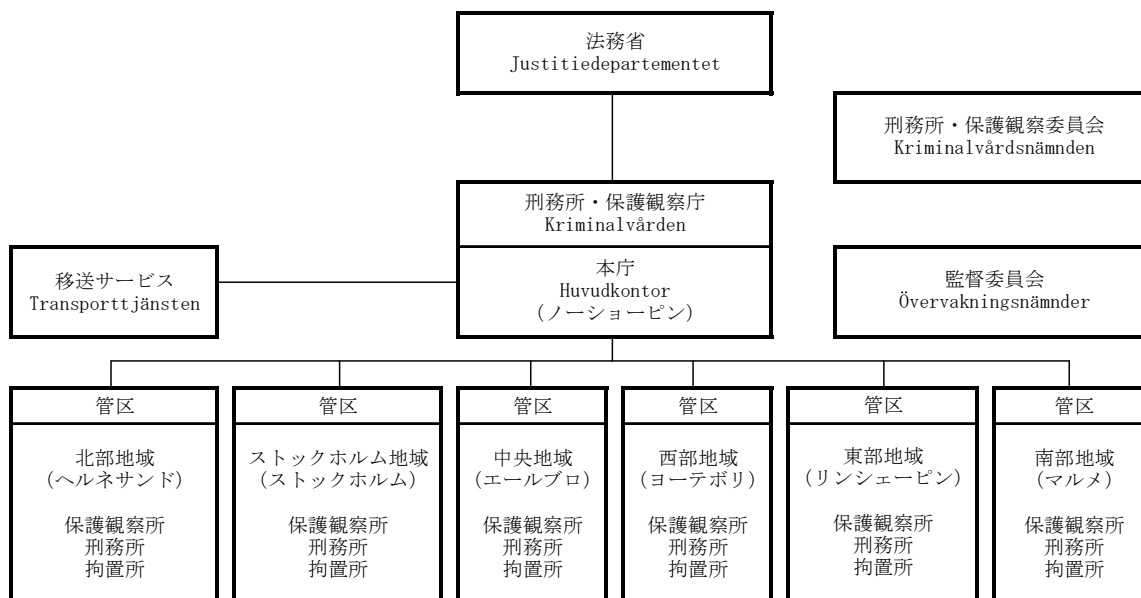 法務省
Justitiedepartementet
刑務所・保護観察委員会
Kriminalvårdsnämnden
刑務所・保護観察庁
Kriminalvården
移送サービス
Transporttjänsten
本庁
Huvudkontor
(ノーショーピン)
監督委員会
Övervakningsnämnder
管区
北部地域
(ヘルネサンド)
保護観察所
刑務所
拘置所
管区
ストックホルム地域
(ストックホルム)
保護観察所
刑務所
拘置所
管区
中央地域
(エールブロ)
保護観察所
刑務所
拘置所
管区
西部地域
(ヨーテボリ)
保護観察所
刑務所
拘置所
管区
東部地域
(リンシェーピン)
保護観察所
刑務所
拘置所
管区
南部地域
(マルメ)
保護観察所
刑務所
拘置所